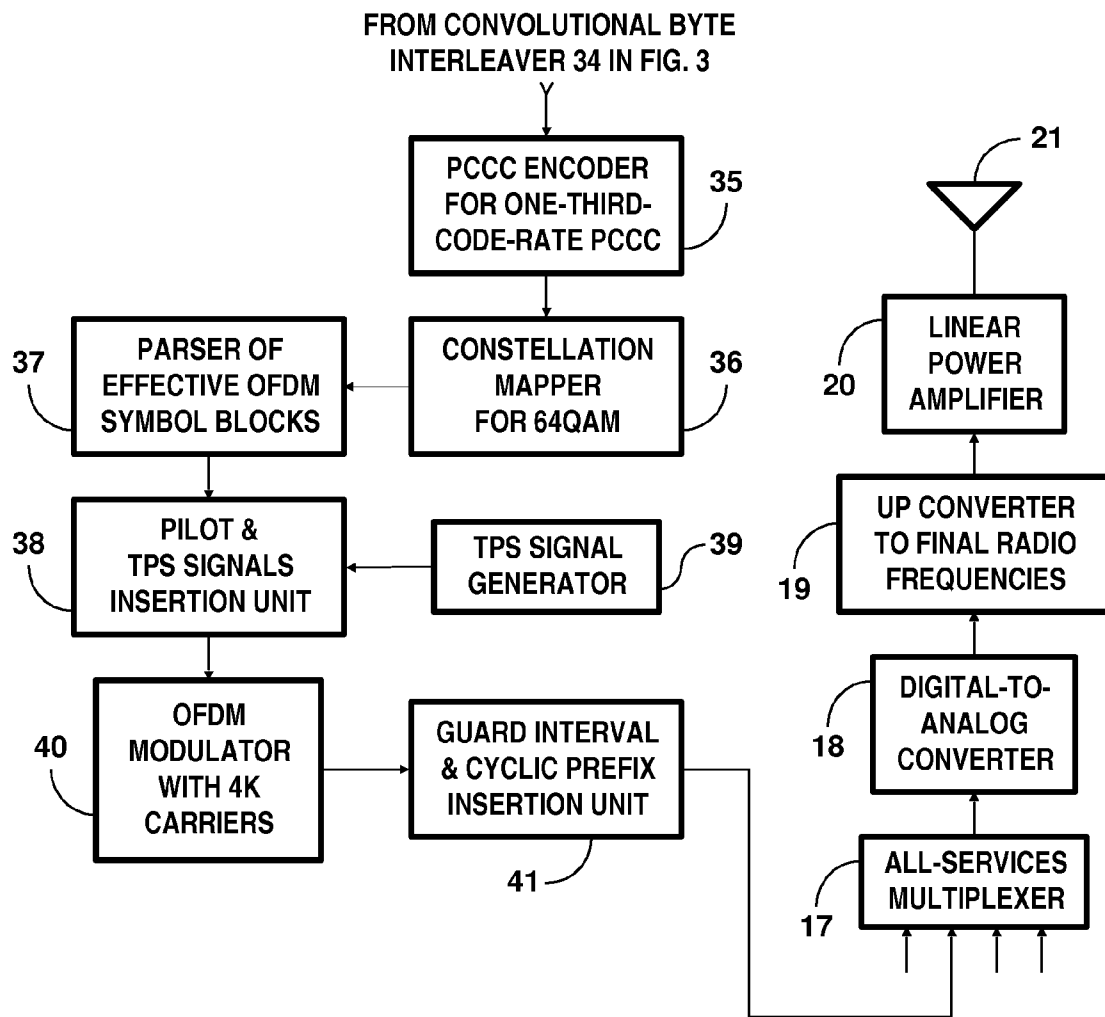 FROM CONVOLUTIONAL BYTE
INTERLEAVER 34 IN FIG. 3
PCCC ENCODER
FOR ONE-THIRD-
CODE-RATE PCCC
35
CONSTELLATION
MAPPER
FOR 64QAM
36
37
PARSER OF
EFFECTIVE OFDM
SYMBOL BLOCKS
38
PILOT &
TPS SIGNALS
INSERTION UNIT
TPS SIGNAL
GENERATOR
39
40
OFDM
MODULATOR
WITH 4K
CARRIERS
GUARD INTERVAL
& CYCLIC PREFIX
INSERTION UNIT
41
21
20
LINEAR
POWER
AMPLIFIER
19
UP CONVERTER
TO FINAL RADIO
FREQUENCIES
18
DIGITAL-TO-
ANALOG
CONVERTER
17
ALL-SERVICES
MULTIPLEXER